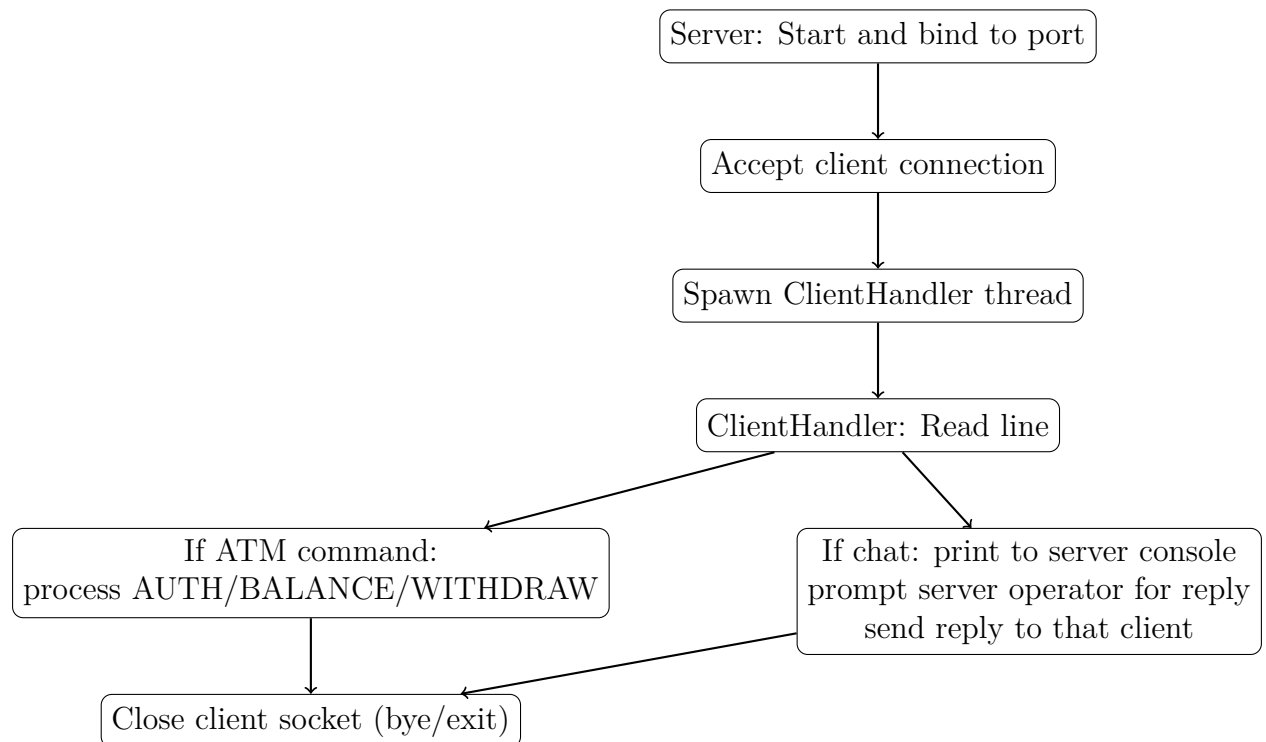 Server: Start and bind to port
Accept client connection
Spawn ClientHandler thread
ClientHandler: Read line
If ATM command:
process AUTH/BALANCE/WITHDRAW
If chat: print to server console
prompt server operator for reply
send reply to that client
Close client socket (bye/exit)